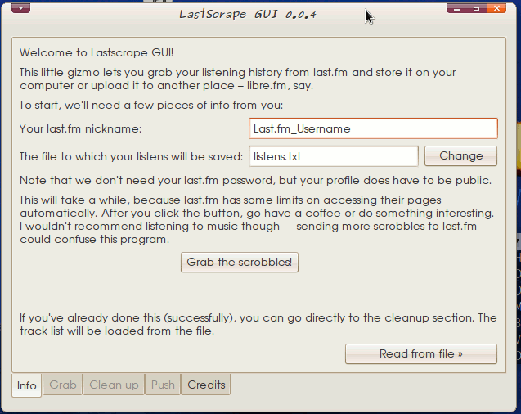 LastScrape GUI 0.0.4
Welcome to Lastscrape GUI!
This little gizmo lets you grab your listening history from last.fm and store it on your
computer or upload it to another place – libre.fm, say.
To start, we'll need a few pieces of info from you:
Your last.fm nickname: Last.fm_Username
The file to which your listens will be saved: listens.txt Change
Note that we don't need your last.fm password, but your profile does have to be public.
This will take a while, because last.fm has some limits on accessing their pages
automatically. After you click the button, go have a coffee or do something interesting.
I wouldn't recommend listening to music though — sending more scrobbles to last.fm
could confuse this program.
Grab the scrobbles!
If you've already done this (successfully), you can go directly to the cleanup section. The
track list will be loaded from the file.
Read from file »
Info Grab Clean up Push Credits